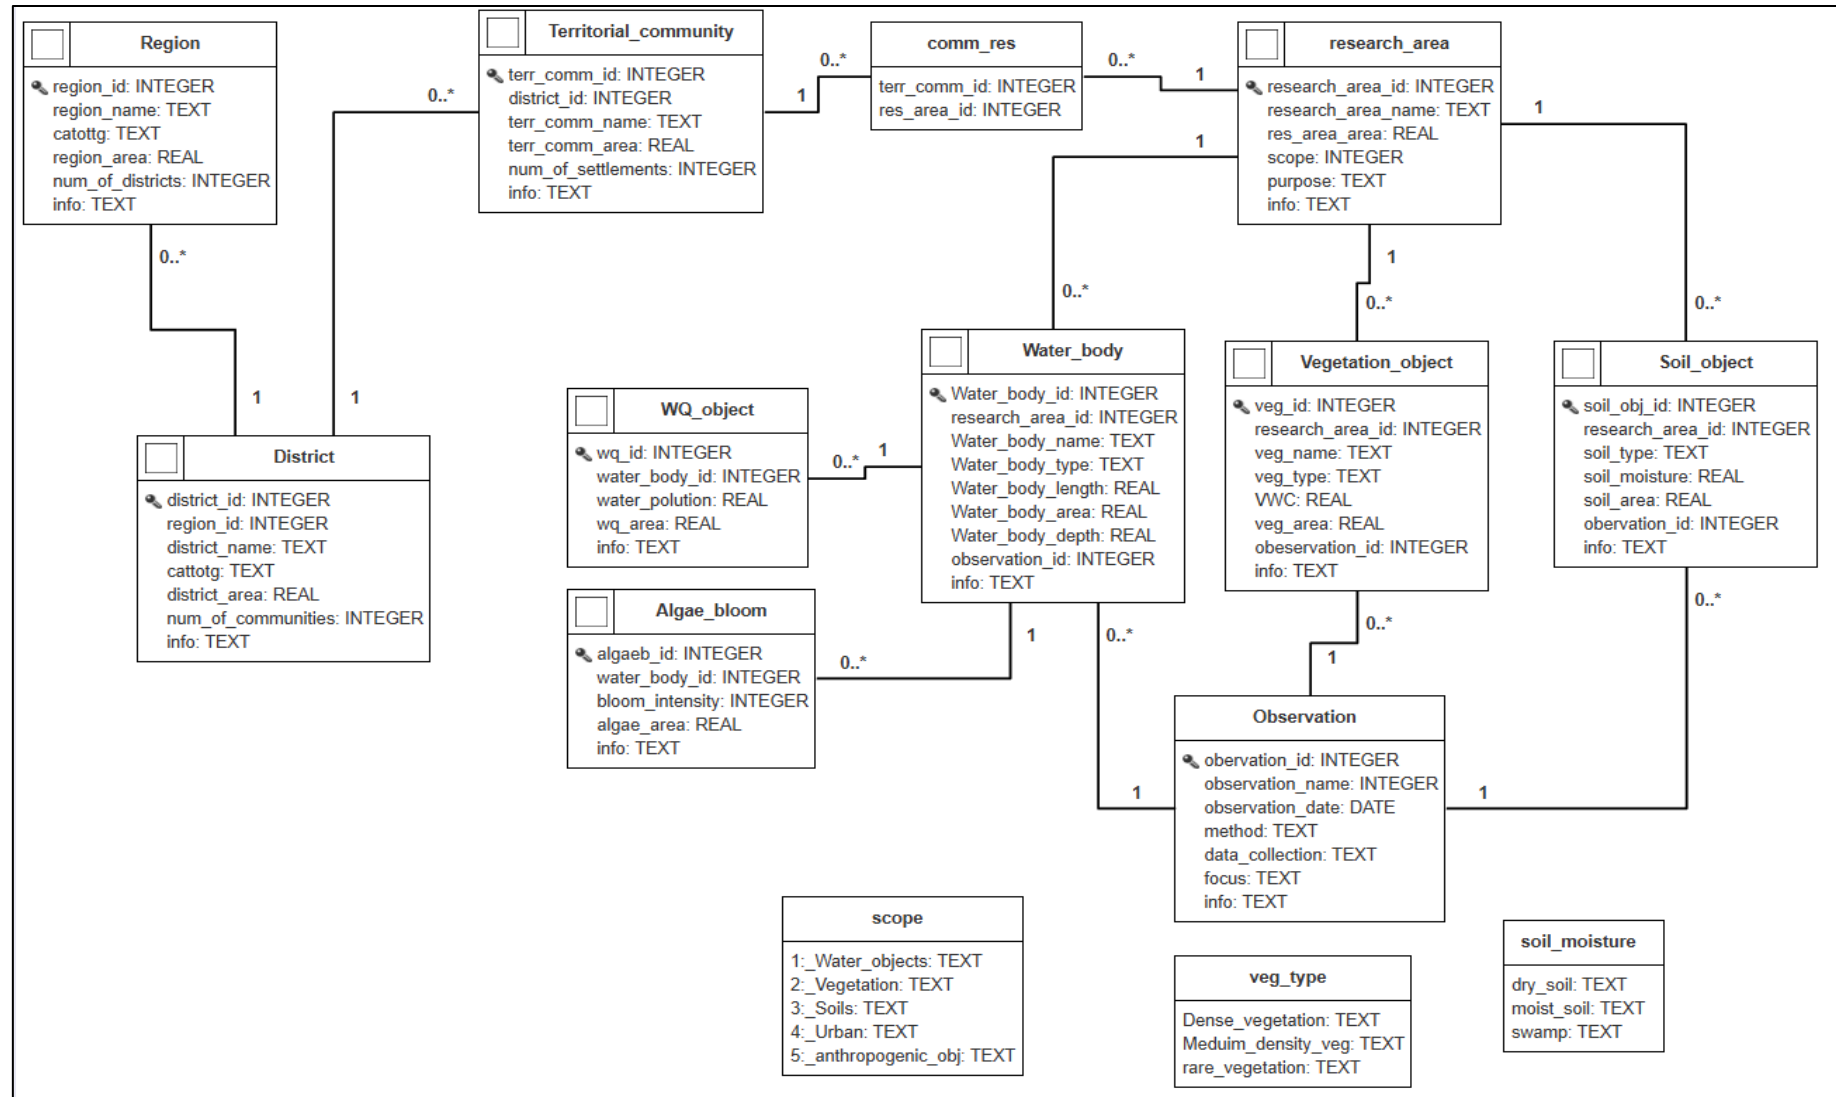 Region
region_id: INTEGER
region_name: TEXT
catottg: TEXT
region_area: REAL
num_of_districts: INTEGER
info: TEXT
0..*
1
Territorial_community
terr_comm_id: INTEGER
district_id: INTEGER
terr_comm_name: TEXT
terr_comm_area: REAL
num_of_settlements: INTEGER
info: TEXT
0..*
1
1
0..*
comm_res
terr_comm_id: INTEGER
res_area_id: INTEGER
0..*
1
research_area
research_area_id: INTEGER
research_area_name: TEXT
res_area_area: REAL
scope: INTEGER
purpose: TEXT
info: TEXT
1
0..*
1
0..*
1
0..*
District
district_id: INTEGER
region_id: INTEGER
district_name: TEXT
cattotg: TEXT
district_area: REAL
num_of_communities: INTEGER
info: TEXT
WQ_object
wq_id: INTEGER
water_body_id: INTEGER
water_polution: REAL
wq_area: REAL
info: TEXT
0..*
1
Water_body
Water_body_id: INTEGER
research_area_id: INTEGER
Water_body_name: TEXT
Water_body_type: TEXT
Water_body_length: REAL
Water_body_area: REAL
Water_body_depth: REAL
observation_id: INTEGER
info: TEXT
Vegetation_object
veg_id: INTEGER
research_area_id: INTEGER
veg_name: TEXT
veg_type: TEXT
VWC: REAL
veg_area: REAL
obeservation_id: INTEGER
info: TEXT
Soil_object
soil_obj_id: INTEGER
research_area_id: INTEGER
soil_type: TEXT
soil_moisture: REAL
soil_area: REAL
obervation_id: INTEGER
info: TEXT
Algae_bloom
algaeb_id: INTEGER
water_body_id: INTEGER
bloom_intensity: INTEGER
algae_area: REAL
info: TEXT
0..*
1
0..*
1
0..*
1
0..*
1
Observation
obervation_id: INTEGER
observation_name: INTEGER
observation_date: DATE
method: TEXT
data_collection: TEXT
focus: TEXT
info: TEXT
scope
1:_Water_objects: TEXT
2:_Vegetation: TEXT
3:_Soils: TEXT
4:_Urban: TEXT
5:_anthropogenic_obj: TEXT
veg_type
Dense_vegetation: TEXT
Meduim_density_veg: TEXT
rare_vegetation: TEXT
soil_moisture
dry_soil: TEXT
moist_soil: TEXT
swamp: TEXT